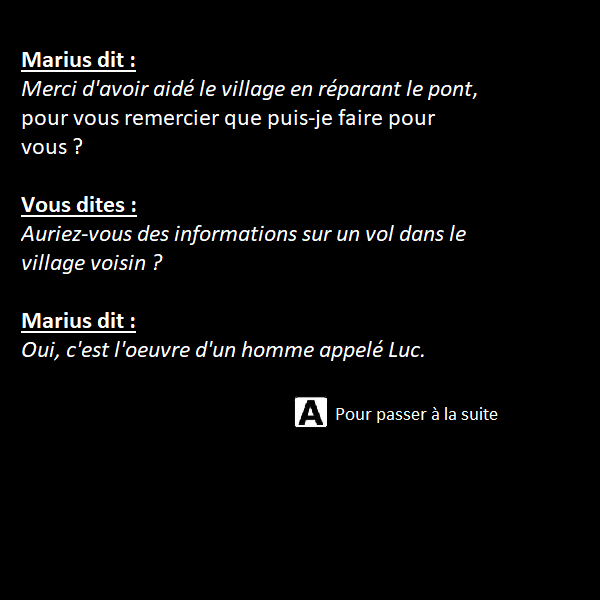 Marius dit :
Merci d'avoir aidé le village en réparant le pont,
pour vous remercier que puis-je faire pour
vous ?
Vous dites :
Auriez-vous des informations sur un vol dans le
village voisin ?
Marius dit :
Oui, c'est l'oeuvre d'un homme appelé Luc.
A Pour passer à la suite